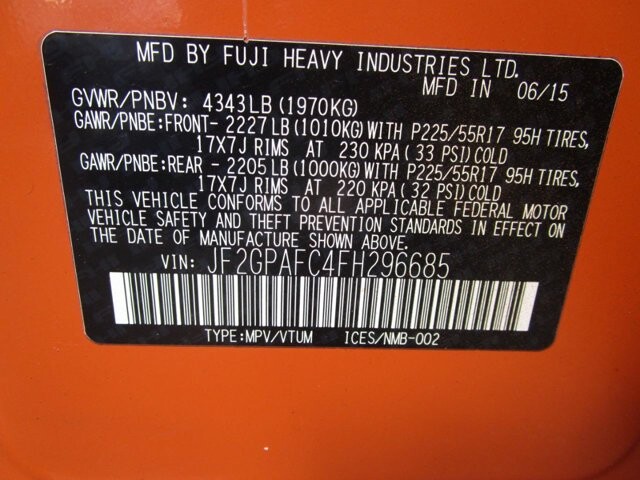 MFD BY FUJI HEAVY INDUSTRIES LTD.
MFD IN 06/15
GVWR/PNBV: 4343LB (1970KG)
GAWR/PNBE:FRONT- 2227LB (1010KG) WITH P225/55R17 95H TIRES,
17X7J RIMS AT 230 KPA (33 PSI) COLD
GAWR/PNBE:REAR - 2205LB (1000KG) WITH P225/55R17 95H TIRES,
17X7J RIMS AT 220 KPA (32 PSI) COLD
THIS VEHICLE CONFORMS TO ALL APPLICABLE FEDERAL MOTOR
VEHICLE SAFETY AND THEFT PREVENTION STANDARDS IN EFFECT ON
THE DATE OF MANUFACTURE SHOWN ABOVE.
VIN: JF2GPAFC4FH296685
TYPE:MPV/VTUM ICES/NMB-002